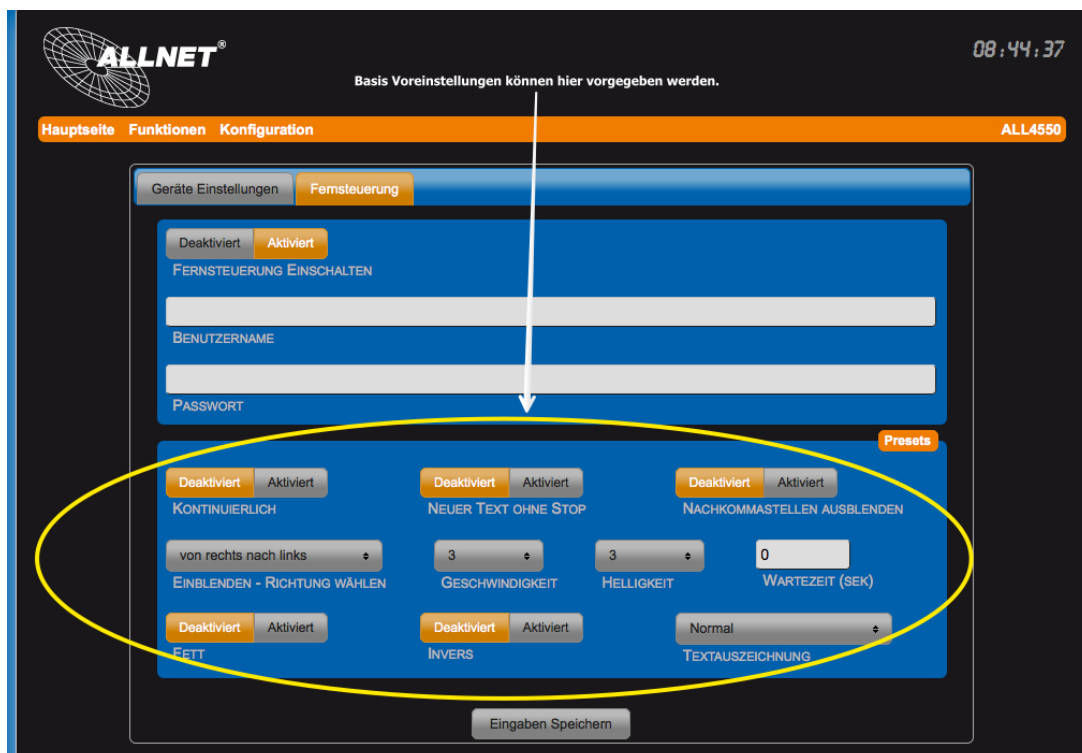 ALLNET®
08:44:37
Basis Voreinstellungen können hier vorgegeben werden.
Hauptseite Funktionen Konfiguration ALL4550
Geräte Einstellungen Fernsteuerung
Deaktiviert Aktiviert
FERNSTEUERUNG EINSCHALTEN
BENUTZERNAME
PASSWORT
Presets
Deaktiviert Aktiviert Deaktiviert Aktiviert Deaktiviert Aktiviert
KONTINUIERLICH NEUER TEXT OHNE STOP NACHKOMMASTELLEN AUSBLENDEN
von rechts nach links 3 3 0
EINBLENDEN - RICHTUNG WÄHLEN GESCHWINDIGKEIT HELLIGKEIT WARTEZEIT (SEK)
Deaktiviert Aktiviert Deaktiviert Aktiviert Normal
FETT INVERS TEXTAUSZEICHNUNG
Eingaben Speichern